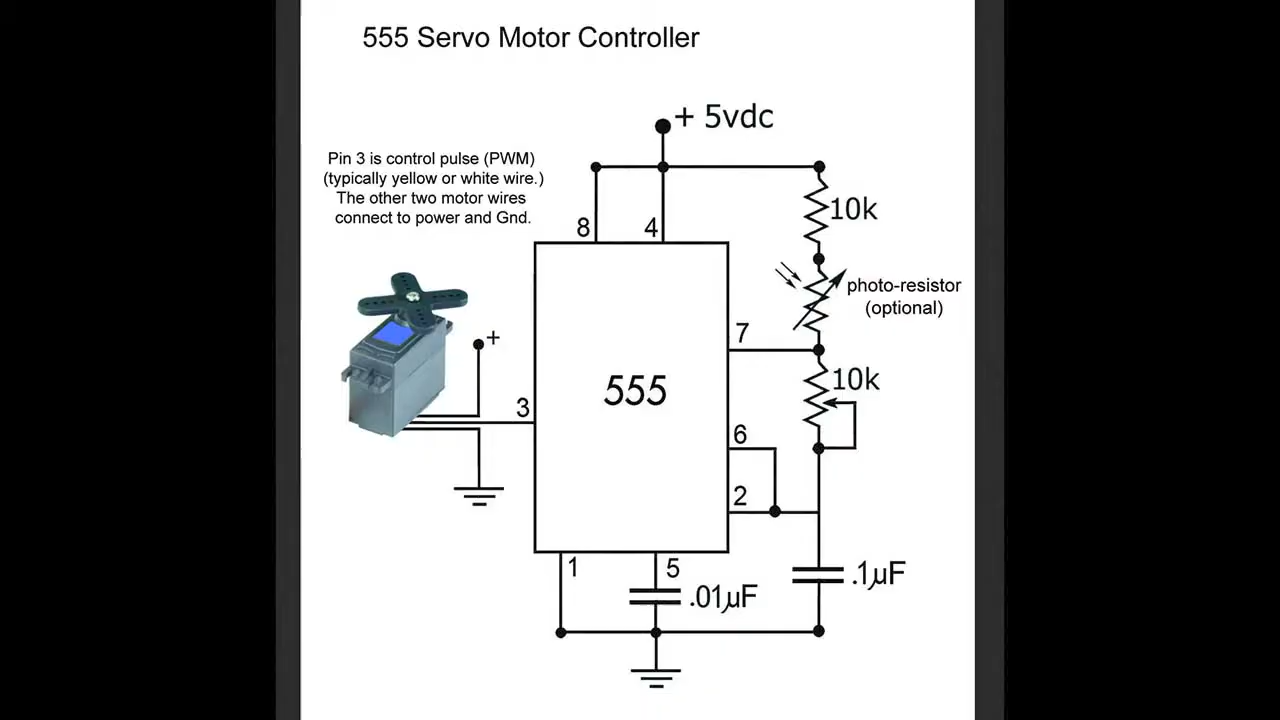 555 Servo Motor Controller
+ 5vdc
Pin 3 is control pulse (PWM)
(typically yellow or white wire.)
The other two motor wires
connect to power and Gnd.
8
4
10k
photo-resistor
(optional)
+
7
10k
555
3
6
2
1
5
.01µF
.1µF